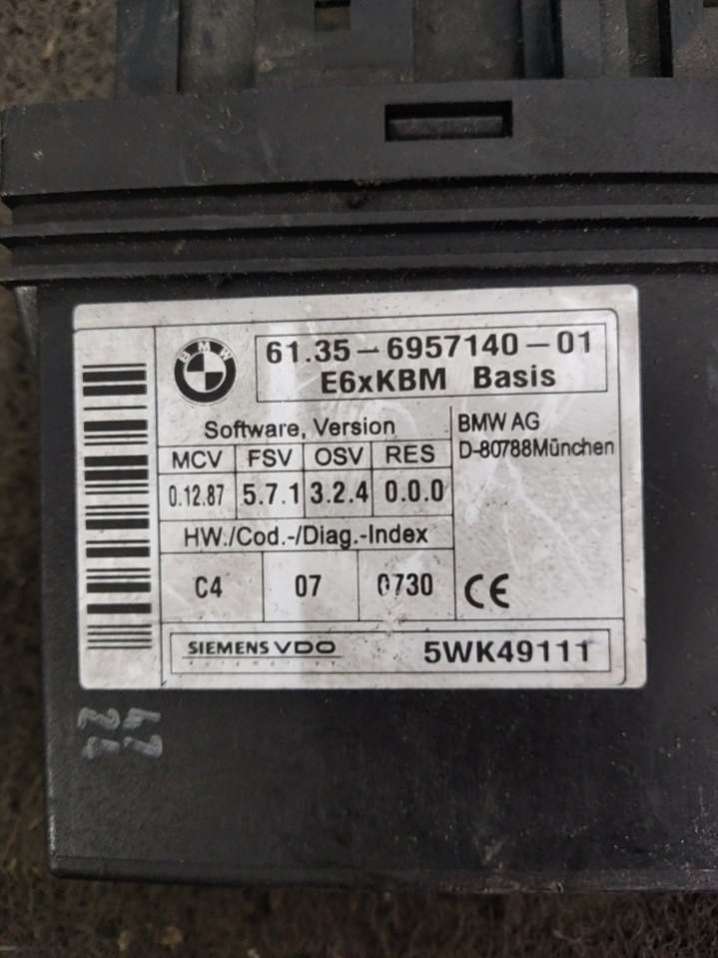 BMW
61.35-6957140-01
E6xKBM Basis
Software, Version
MCV FSV OSV RES
0.12.87 5.7.1 3.2.4 0.0.0
HW./Cod.-/Diag.-Index
C4 07 0730
BMW AG
D-80788München
CE
SIEMENS VDO
AUTOMOTIVE
5WK49111